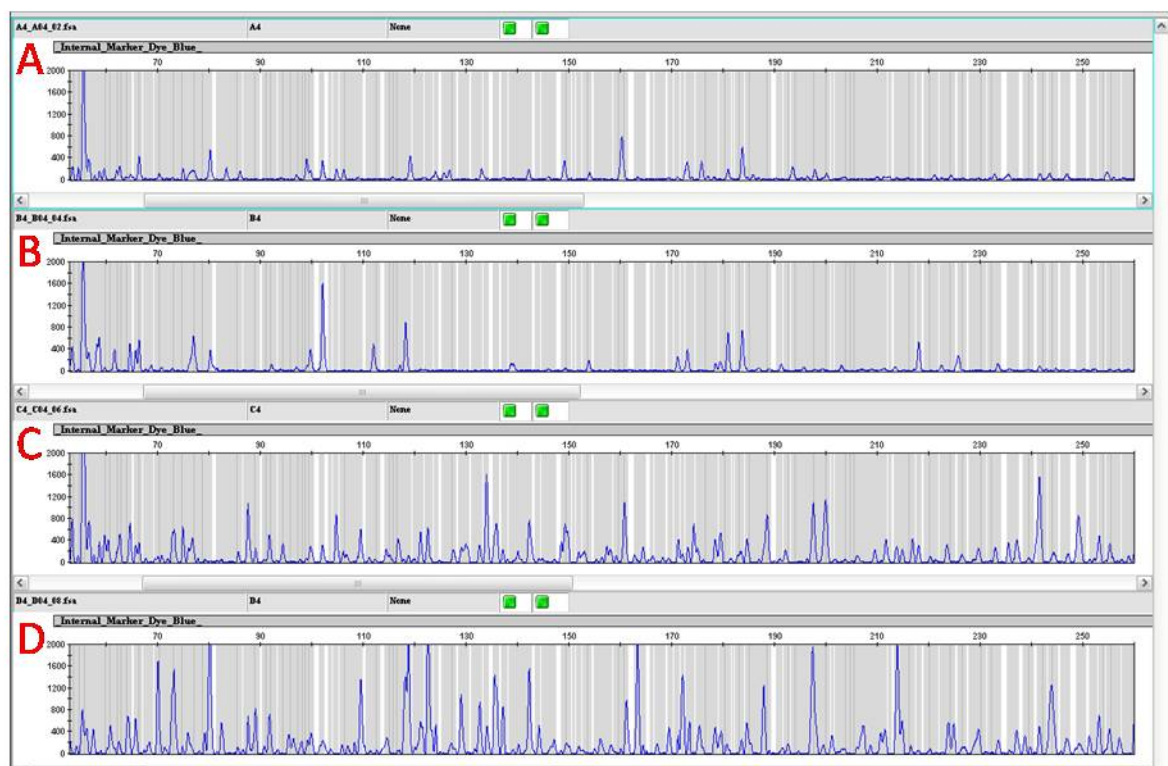 A4_A04_02.fsa A4 None
A
_Internal_Marker_Dye_Blue_
70 90 110 130 150 170 190 210 230 250
2000
1600
1200
800
400
0
B4_B04_04.fsa B4 None
B
_Internal_Marker_Dye_Blue_
70 90 110 130 150 170 190 210 230 250
2000
1600
1200
800
400
0
C4_C04_06.fsa C4 None
C
_Internal_Marker_Dye_Blue_
70 90 110 130 150 170 190 210 230 250
2000
1600
1200
800
400
0
D4_D04_08.fsa D4 None
D
_Internal_Marker_Dye_Blue_
70 90 110 130 150 170 190 210 230 250
2000
1600
1200
800
400
0